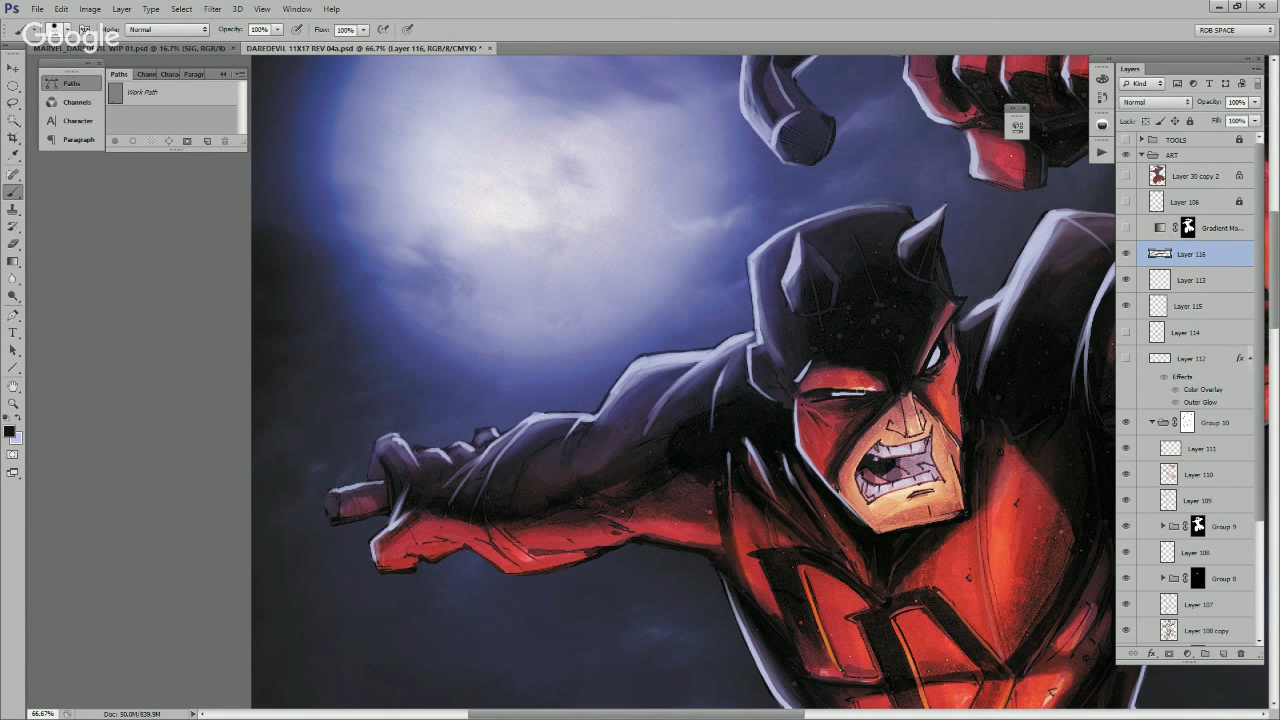 Ps File Edit Image Layer Type Select Filter 3D View Window Help
Mode: Normal Opacity: 100% Flow: 100% ROB SPACE
MARVEL_DAREDEVIL WIP 01.psd @ 16.7% (SIG, RGB/8) × DAREDEVIL 11X17 REV 04a.psd @ 66.7% (Layer 116, RGB/8/CMYK) * ×
Paths
Channels
Character
Paragraph
Paths Chann Chara Paragr
Work Path
Layers
Kind
Normal Opacity: 100%
Lock: Fill: 100%
TOOLS
ART
Layer 30 copy 2
Layer 106
Gradient Ma...
Layer 116
Layer 113
Layer 115
Layer 114
Layer 112 fx
Effects
Color Overlay
Outer Glow
Group 10
Layer 111
Layer 110
Layer 109
Group 9
Layer 108
Group 8
Layer 107
Layer 108 copy
fx
66.67% Doc: 50.0M/839.9M